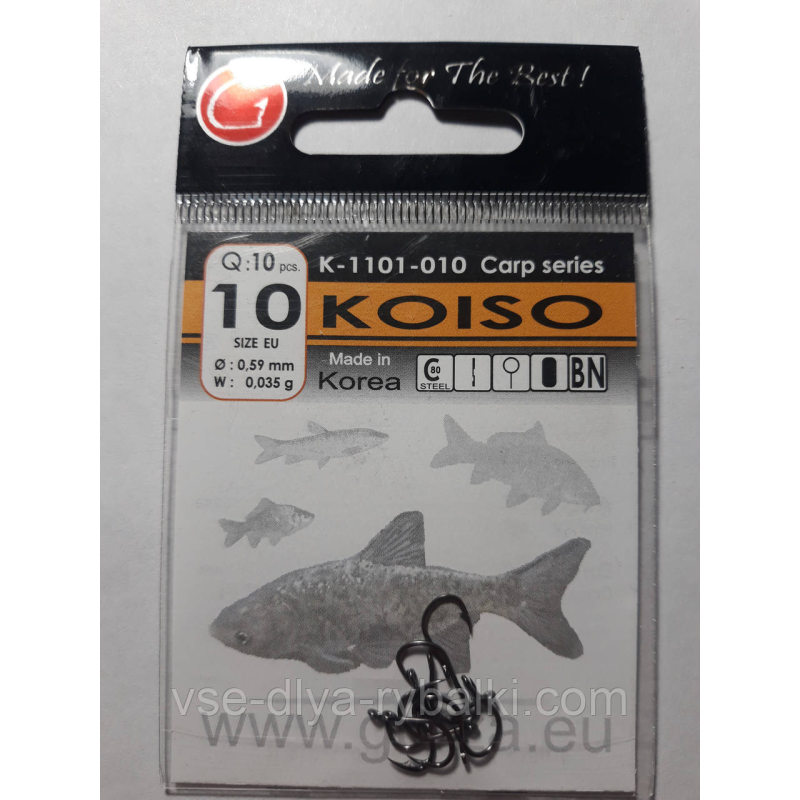 Made for The Best !
Q:10 pcs.
10
SIZE EU
Ø : 0,59 mm
W : 0,035 g
K-1101-010 Carp series
KOISO
Made in
Korea
C 80
STEEL
BN
vse-dlya-rybalki.com